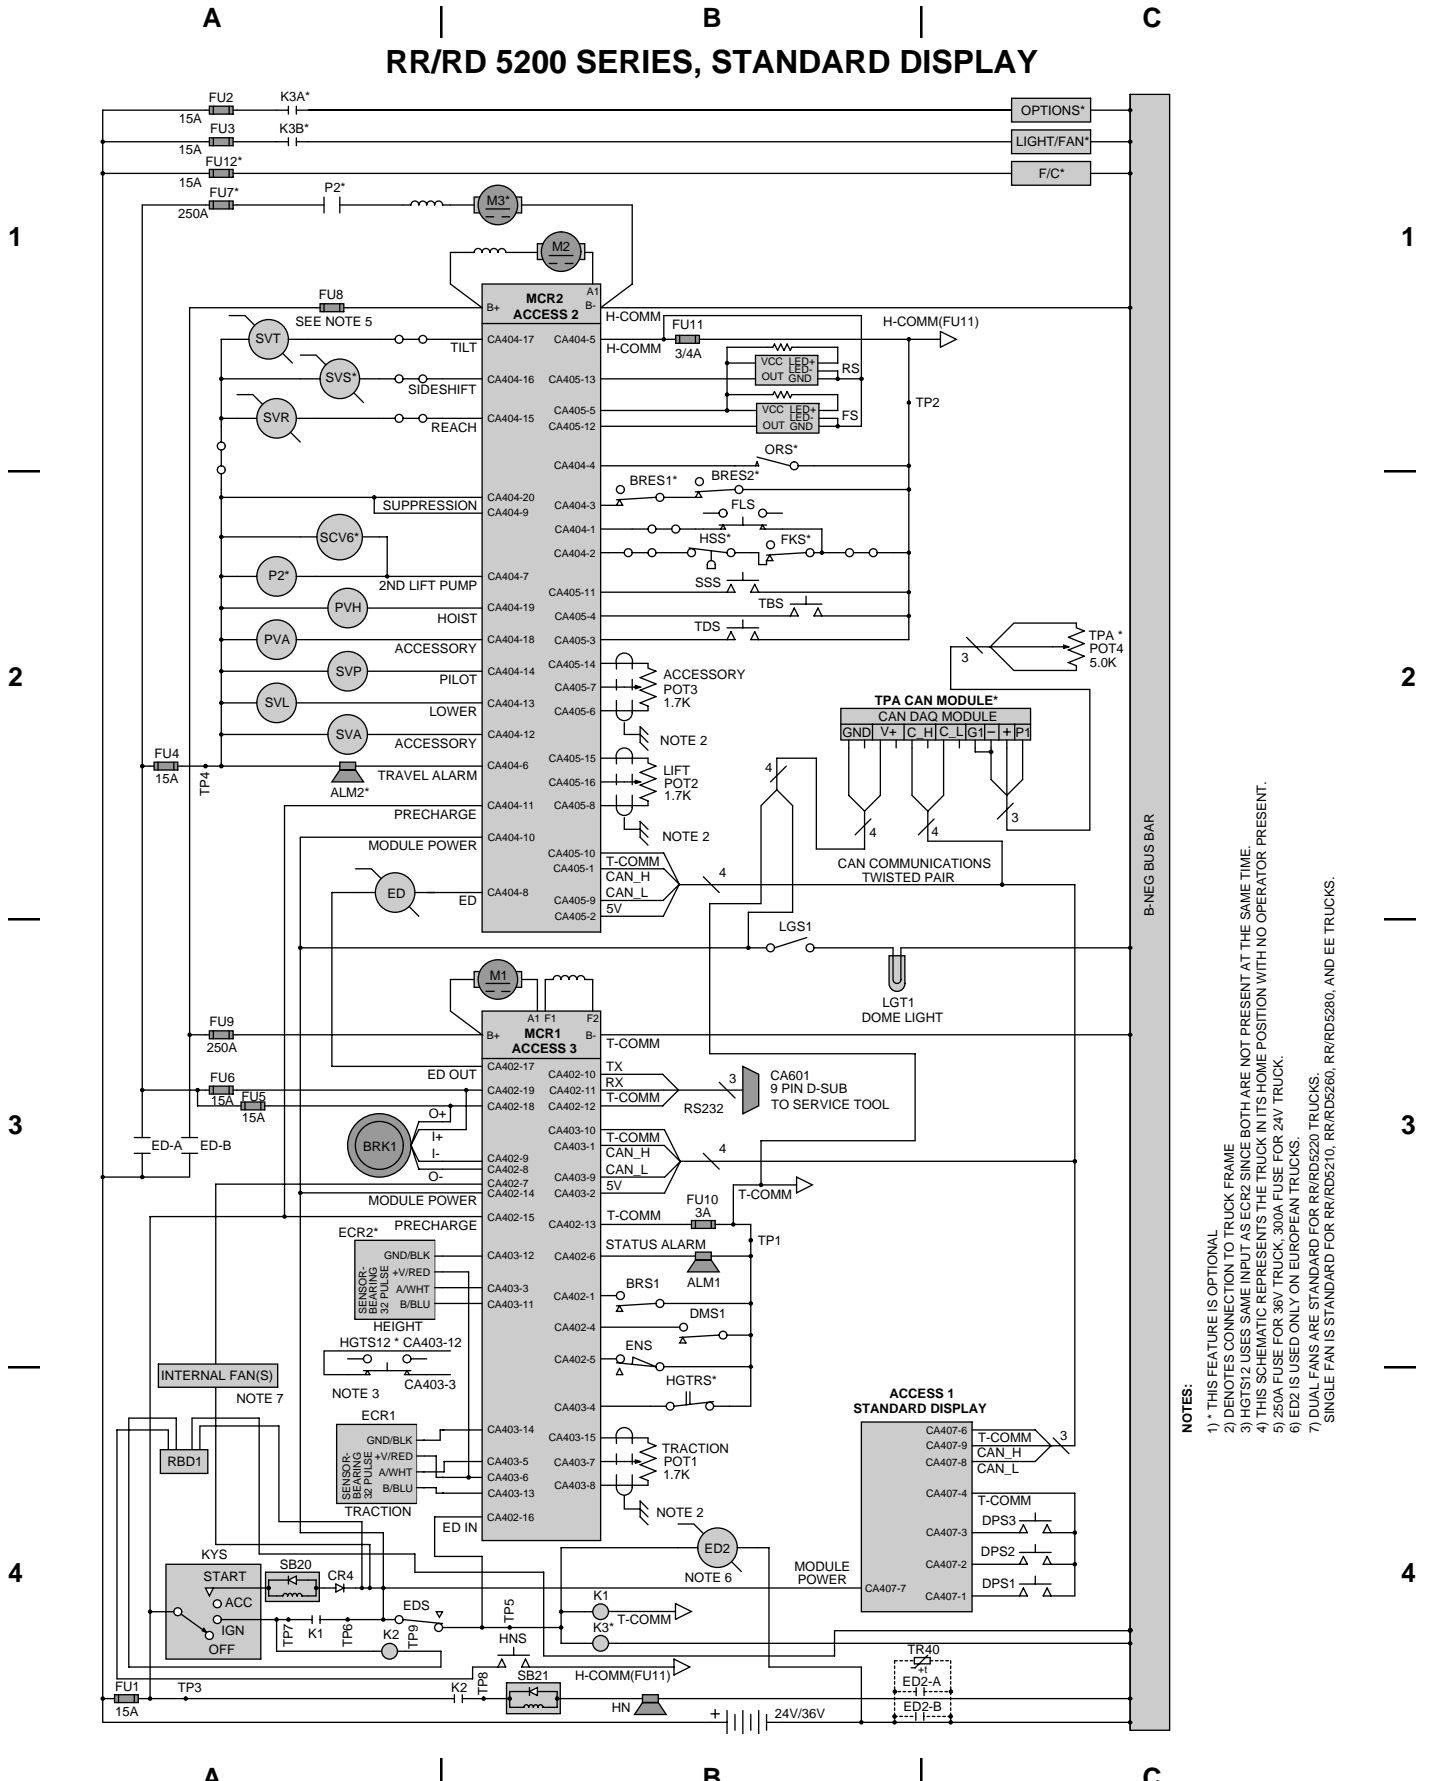 A
B
C
RR/RD 5200 SERIES, STANDARD DISPLAY
FU2
K3A*
15A
OPTIONS*
FU3
K3B*
15A
LIGHT/FAN*
FU12*
15A
F/C*
FU7*
250A
P2*
M3*
1
1
M2
FU8
SEE NOTE 5
B+
MCR2
ACCESS 2
A1
B-
H-COMM
H-COMM
FU11
3/4A
H-COMM(FU11)
SVT
TILT
CA404-17
CA404-5
VCC LED+
LED-
OUT GND
RS
SVS*
SIDESHIFT
CA404-16
CA405-13
SVR
REACH
CA404-15
CA405-5
CA405-12
VCC LED+
LED-
OUT GND
FS
TP2
ORS*
CA404-4
BRES1*
BRES2*
SUPPRESSION
CA404-20
CA404-9
CA404-3
FLS
CA404-1
SCV6*
HSS*
FKS*
CA404-2
P2*
2ND LIFT PUMP
CA404-7
SSS
CA405-11
PVH
HOIST
CA404-19
CA405-4
TBS
PVA
ACCESSORY
CA404-18
CA405-3
TDS
TPA *
POT4
5.0K
3
2
2
SVP
PILOT
CA404-14
CA405-14
CA405-7
CA405-6
ACCESSORY
POT3
1.7K
SVL
LOWER
CA404-13
TPA CAN MODULE*
CAN DAQ MODULE
GND V+ C_H C_L G1 − + P1
SVA
ACCESSORY
CA404-12
NOTE 2
FU4
15A
TP4
ALM2*
TRAVEL ALARM
CA404-6
CA405-15
CA405-16
CA405-8
LIFT
POT2
1.7K
4
PRECHARGE
CA404-11
3
MODULE POWER
CA404-10
NOTE 2
4
4
CA405-10
T-COMM
CA405-1
CAN_H
CAN_L
CA405-9
5V
CA405-2
4
CAN COMMUNICATIONS
TWISTED PAIR
B-NEG BUS BAR
ED
ED
CA404-8
LGS1
LGT1
DOME LIGHT
M1
FU9
250A
A1 F1
F2
B+
MCR1
ACCESS 3
B-
T-COMM
ED OUT
CA402-17
CA402-10
TX
CA402-11
RX
CA402-12
T-COMM
RS232
3
CA601
9 PIN D-SUB
TO SERVICE TOOL
FU6
15A
FU5
15A
CA402-19
CA402-18
3
3
ED-A
ED-B
BRK1
O+
I+
I-
O-
CA402-9
CA402-8
CA402-7
CA402-14
MODULE POWER
CA403-10
T-COMM
CA403-1
CAN_H
CAN_L
CA403-9
5V
CA403-2
4
T-COMM
PRECHARGE
CA402-15
CA402-13
T-COMM
FU10
3A
TP1
ECR2*
SENSOR-
BEARING
32 PULSE
GND/BLK
+V/RED
A/WHT
B/BLU
HEIGHT
CA403-12
CA403-3
CA403-11
CA402-6
STATUS ALARM
ALM1
CA402-1
BRS1
CA402-4
DMS1
HGTS12 * CA403-12
CA403-3
NOTE 3
CA402-5
ENS
INTERNAL FAN(S)
NOTE 7
CA403-4
HGTRS*
ECR1
SENSOR-
BEARING
32 PULSE
GND/BLK
+V/RED
A/WHT
B/BLU
TRACTION
CA403-14
CA403-5
CA403-6
CA403-13
CA403-15
CA403-7
CA403-8
TRACTION
POT1
1.7K
NOTE 2
RBD1
ED IN
CA402-16
ACCESS 1
STANDARD DISPLAY
CA407-6
T-COMM
CA407-9
CAN_H
CA407-8
CAN_L
3
CA407-4
T-COMM
CA407-3
DPS3
CA407-2
DPS2
CA407-7
CA407-1
DPS1
MODULE
POWER
ED2
NOTE 6
4
4
KYS
START
ACC
IGN
OFF
SB20
CR4
TP7
K1
TP6
K2
EDS
TP9
TP5
K1
T-COMM
K3*
HNS
H-COMM(FU11)
FU1
15A
TP3
K2
TP8
SB21
HN
TR40
+t
ED2-A
ED2-B
+
24V/36V
NOTES:
1) * THIS FEATURE IS OPTIONAL
2) DENOTES CONNECTION TO TRUCK FRAME
3) HGTS12 USES SAME INPUT AS ECR2 SINCE BOTH ARE NOT PRESENT AT THE SAME TIME.
4) THIS SCHEMATIC REPRESENTS THE TRUCK IN ITS HOME POSITION WITH NO OPERATOR PRESENT.
5) 250A FUSE FOR 36V TRUCK, 300A FUSE FOR 24V TRUCK.
6) ED2 IS USED ONLY ON EUROPEAN TRUCKS.
7) DUAL FANS ARE STANDARD FOR RR/RD5220 TRUCKS.
SINGLE FAN IS STANDARD FOR RR/RD5210, RR/RD5260, RR/RD5280, AND EE TRUCKS.
A
B
C